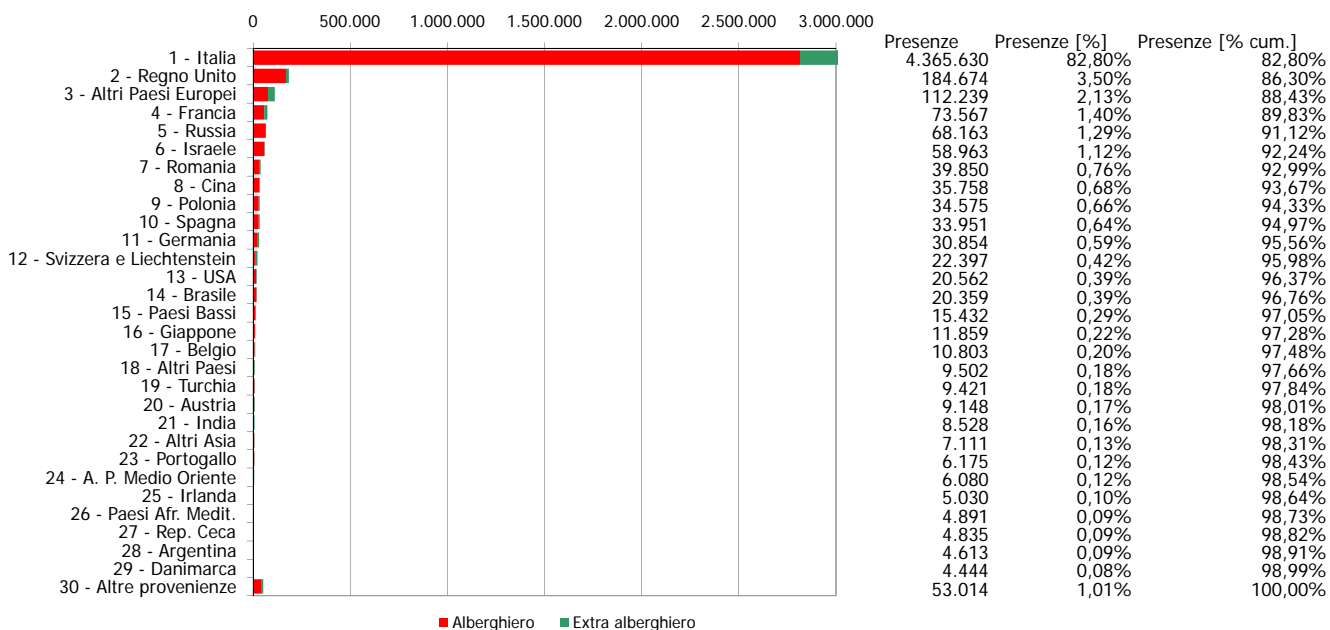 0 500.000 1.000.000 1.500.000 2.000.000 2.500.000 3.000.000
Presenze Presenze [%] Presenze [% cum.]
1 - Italia 4.365.630 82,80% 82,80%
2 - Regno Unito 184.674 3,50% 86,30%
3 - Altri Paesi Europei 112.239 2,13% 88,43%
4 - Francia 73.567 1,40% 89,83%
5 - Russia 68.163 1,29% 91,12%
6 - Israele 58.963 1,12% 92,24%
7 - Romania 39.850 0,76% 92,99%
8 - Cina 35.758 0,68% 93,67%
9 - Polonia 34.575 0,66% 94,33%
10 - Spagna 33.951 0,64% 94,97%
11 - Germania 30.854 0,59% 95,56%
12 - Svizzera e Liechtenstein 22.397 0,42% 95,98%
13 - USA 20.562 0,39% 96,37%
14 - Brasile 20.359 0,39% 96,76%
15 - Paesi Bassi 15.432 0,29% 97,05%
16 - Giappone 11.859 0,22% 97,28%
17 - Belgio 10.803 0,20% 97,48%
18 - Altri Paesi 9.502 0,18% 97,66%
19 - Turchia 9.421 0,18% 97,84%
20 - Austria 9.148 0,17% 98,01%
21 - India 8.528 0,16% 98,18%
22 - Altri Asia 7.111 0,13% 98,31%
23 - Portogallo 6.175 0,12% 98,43%
24 - A. P. Medio Oriente 6.080 0,12% 98,54%
25 - Irlanda 5.030 0,10% 98,64%
26 - Paesi Afr. Medit. 4.891 0,09% 98,73%
27 - Rep. Ceca 4.835 0,09% 98,82%
28 - Argentina 4.613 0,09% 98,91%
29 - Danimarca 4.444 0,08% 98,99%
30 - Altre provenienze 53.014 1,01% 100,00%
Alberghiero Extra alberghiero